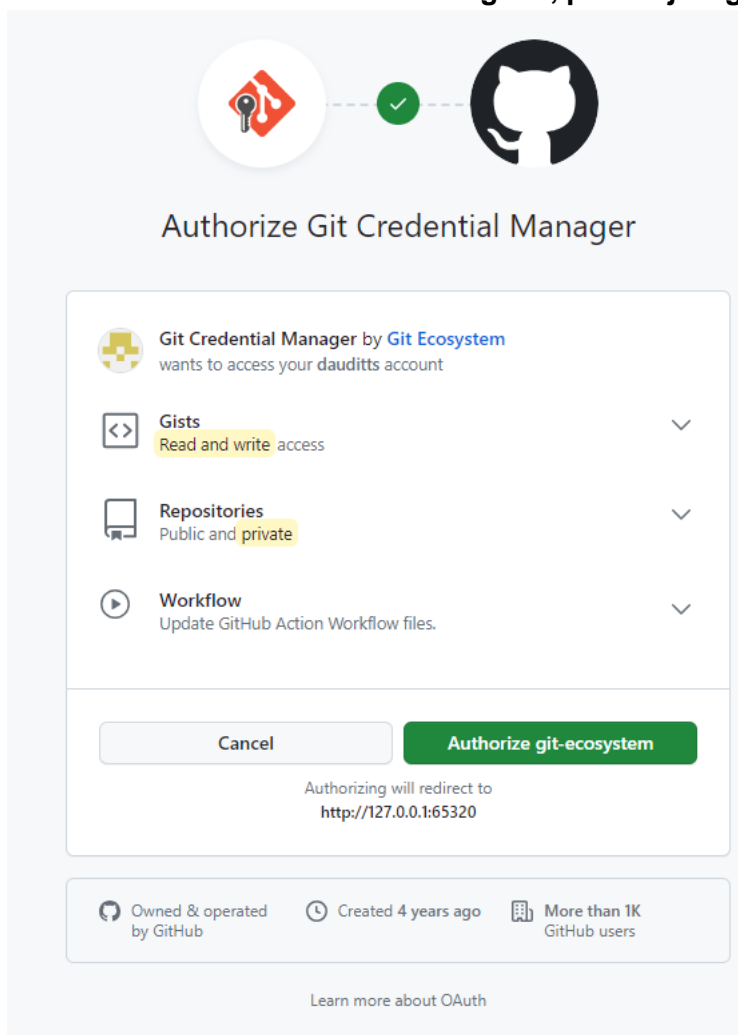 Authorize Git Credential Manager
Git Credential Manager by Git Ecosystem
wants to access your dauditts account
Gists
Read and write access
Repositories
Public and private
Workflow
Update GitHub Action Workflow files.
Cancel
Authorize git-ecosystem
Authorizing will redirect to
http://127.0.0.1:65320
Owned & operated
by GitHub
Created 4 years ago
More than 1K
GitHub users
Learn more about OAuth